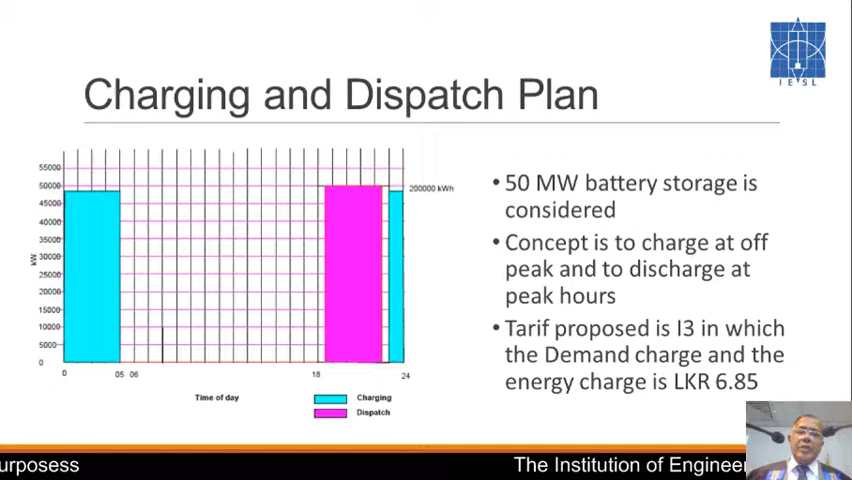 IESL
Charging and Dispatch Plan
55000
50000
45000
40000
35000
30000
25000
20000
15000
10000
5000
0
kW
200000 kWh
0
05 06
18
24
Time of day
Charging
Dispatch
• 50 MW battery storage is
considered
• Concept is to charge at off
peak and to discharge at
peak hours
• Tarif proposed is I3 in which
the Demand charge and the
energy charge is LKR 6.85
urposess
The Institution of Engineer